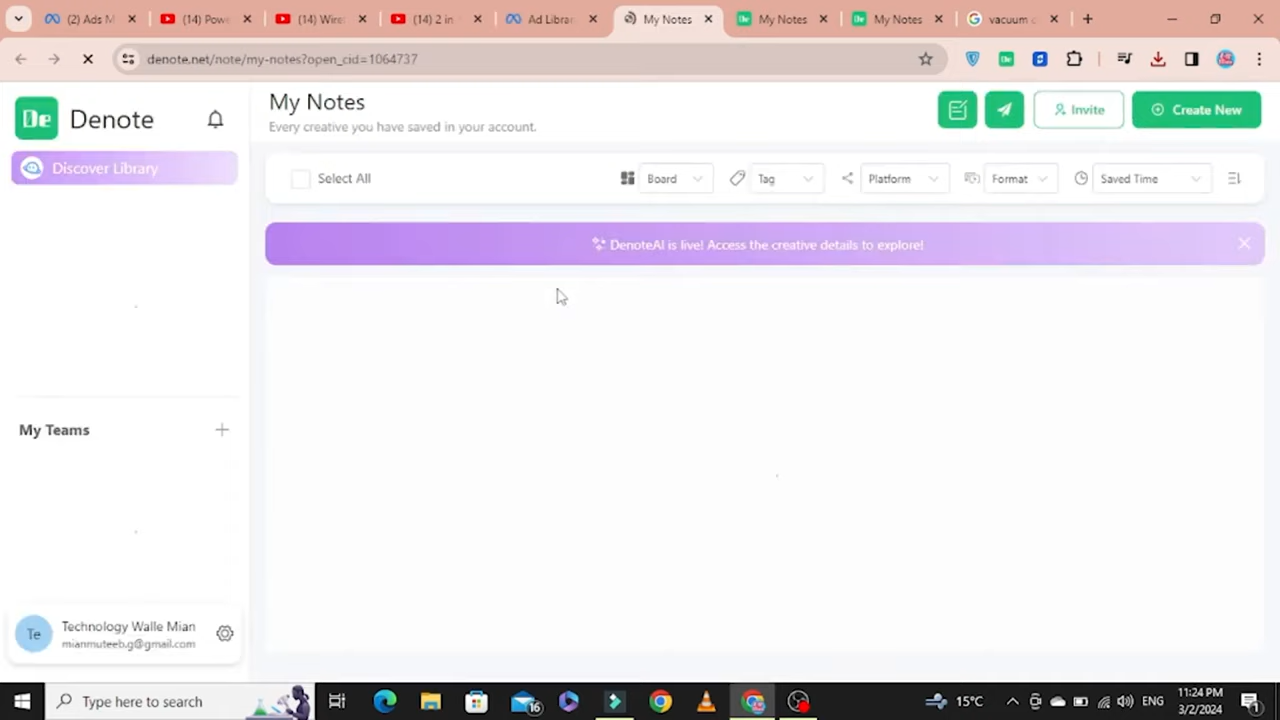 (2) Ads M
(14) Powe
(14) Wire
(14) 2 in
Ad Librar
My Notes
My Notes
My Notes
vacuum c
denote.net/note/my-notes?open_cid=1064737
De
Denote
Discover Library
My Teams
Te
Technology Walle Mian
mianmuteeb.g@gmail.com
My Notes
Every creative you have saved in your account.
Invite
Create New
Select All
Board
Tag
Platform
Format
Saved Time
DenoteAI is live! Access the creative details to explore!
Type here to search
16
15°C
ENG
11:24 PM
3/2/2024
1